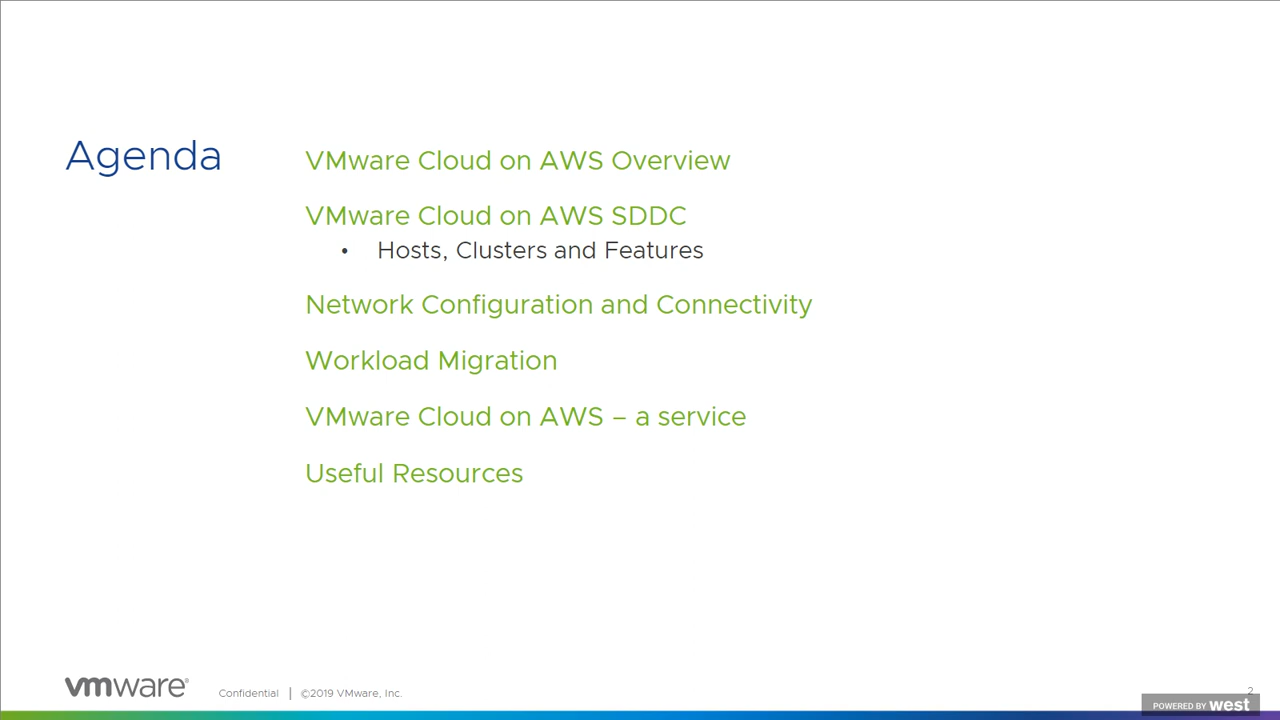 Agenda
VMware Cloud on AWS Overview
VMware Cloud on AWS SDDC
• Hosts, Clusters and Features
Network Configuration and Connectivity
Workload Migration
VMware Cloud on AWS – a service
Useful Resources
vmware®
Confidential | ©2019 VMware, Inc.
2
POWERED BY west